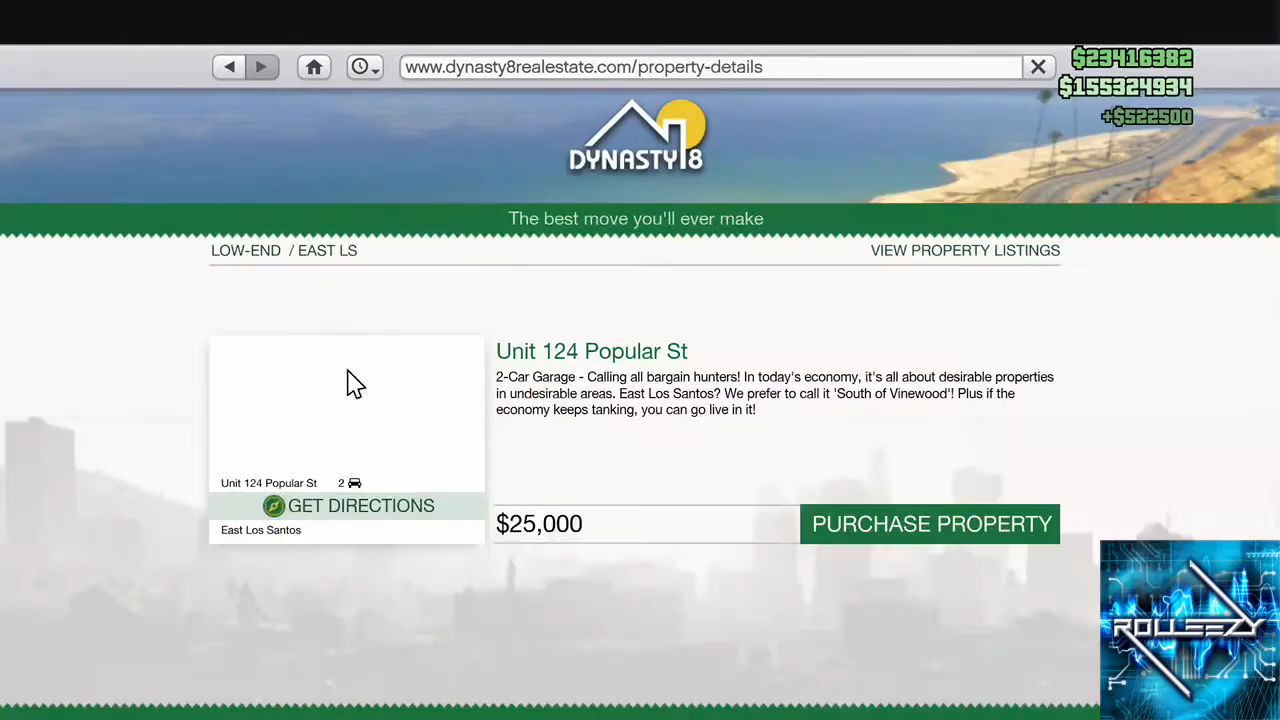 www.dynasty8realestate.com/property-details
$23416382
$155324934
+$522500
DYNASTY8
The best move you'll ever make
LOW-END / EAST LS
VIEW PROPERTY LISTINGS
Unit 124 Popular St
2-Car Garage - Calling all bargain hunters! In today's economy, it's all about desirable properties
in undesirable areas. East Los Santos? We prefer to call it 'South of Vinewood'! Plus if the
economy keeps tanking, you can go live in it!
Unit 124 Popular St 2
GET DIRECTIONS
East Los Santos
$25,000
PURCHASE PROPERTY
ROLLEEZY